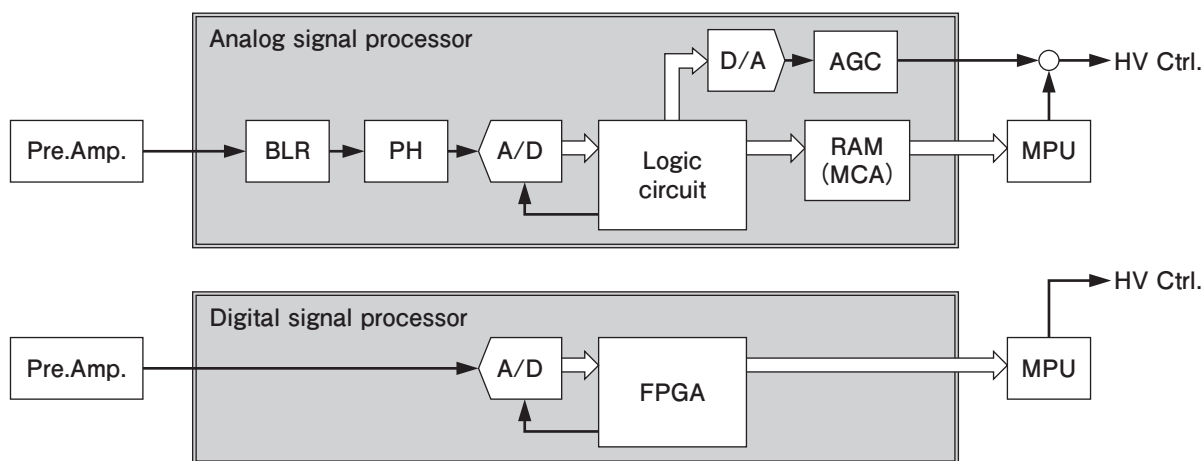 Analog signal processor
D/A
AGC
HV Ctrl.
Pre.Amp.
BLR
PH
A/D
Logic
circuit
RAM
(MCA)
MPU
HV Ctrl.
Digital signal processor
Pre.Amp.
A/D
FPGA
MPU